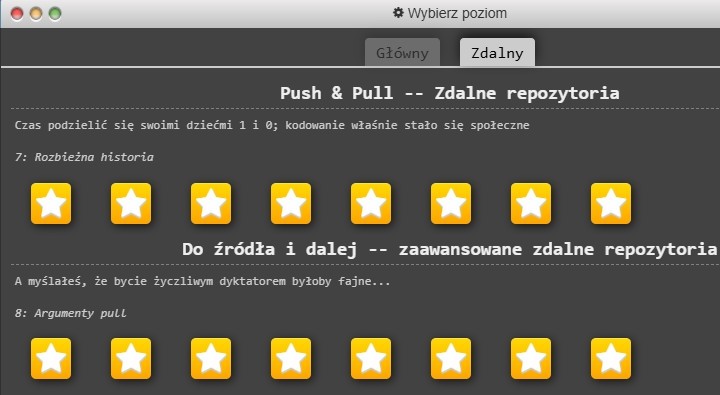 Wybierz poziom
Główny Zdalny
Push & Pull -- Zdalne repozytoria
Czas podzielić się swoimi dziećmi 1 i 0; kodowanie właśnie stało się społeczne
7: Rozbieżna historia
Do źródła i dalej -- zaawansowane zdalne repozytoria
A myślałeś, że bycie życzliwym dyktatorem byłoby fajne...
8: Argumenty pull